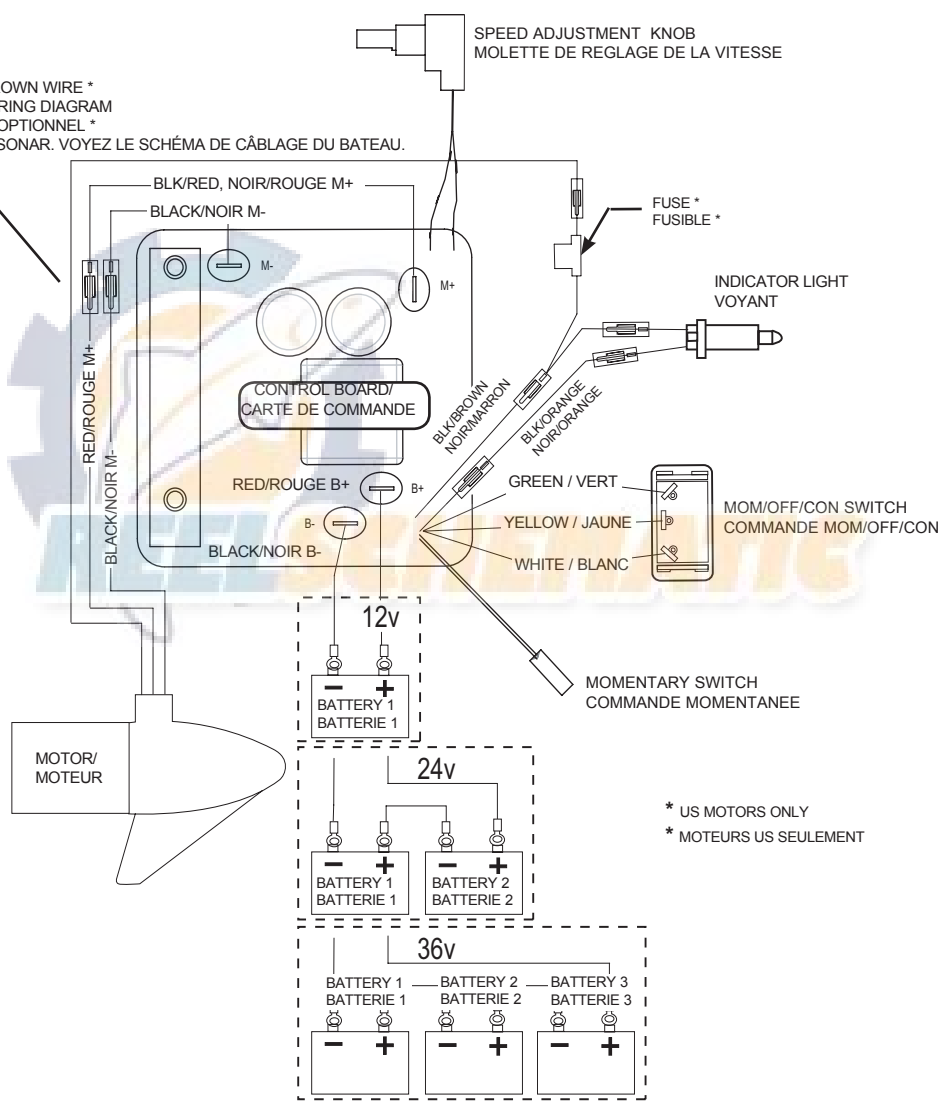 SPEED ADJUSTMENT KNOB
MOLETTE DE REGLAGE DE LA VITESSE
WIRE *
DIAGRAM
OPTIONNEL *
SONAR. VOYEZ LE SCHÉMA DE CÂBLAGE DU BATEAU.
BLK/RED, NOIR/ROUGE M+
BLACK/NOIR M-
FUSE *
FUSIBLE *
M-
M+
INDICATOR LIGHT
VOYANT
RED/ROUGE M+
BLACK/NOIR M-
CONTROL BOARD/
CARTE DE COMMANDE
BLK/BROWN
NOIR/MARRON
BLK/ORANGE
NOIR/ORANGE
RED/ROUGE B+
B+
B-
BLACK/NOIR B-
GREEN / VERT
YELLOW / JAUNE
WHITE / BLANC
MOM/OFF/CON SWITCH
COMMANDE MOM/OFF/CON
REELSCHEMATIC
12v
BATTERY 1
BATTERIE 1
MOMENTARY SWITCH
COMMANDE MOMENTANEE
MOTOR/
MOTEUR
24v
BATTERY 1
BATTERIE 1
BATTERY 2
BATTERIE 2
* US MOTORS ONLY
* MOTEURS US SEULEMENT
36v
BATTERY 1
BATTERIE 1
BATTERY 2
BATTERIE 2
BATTERY 3
BATTERIE 3